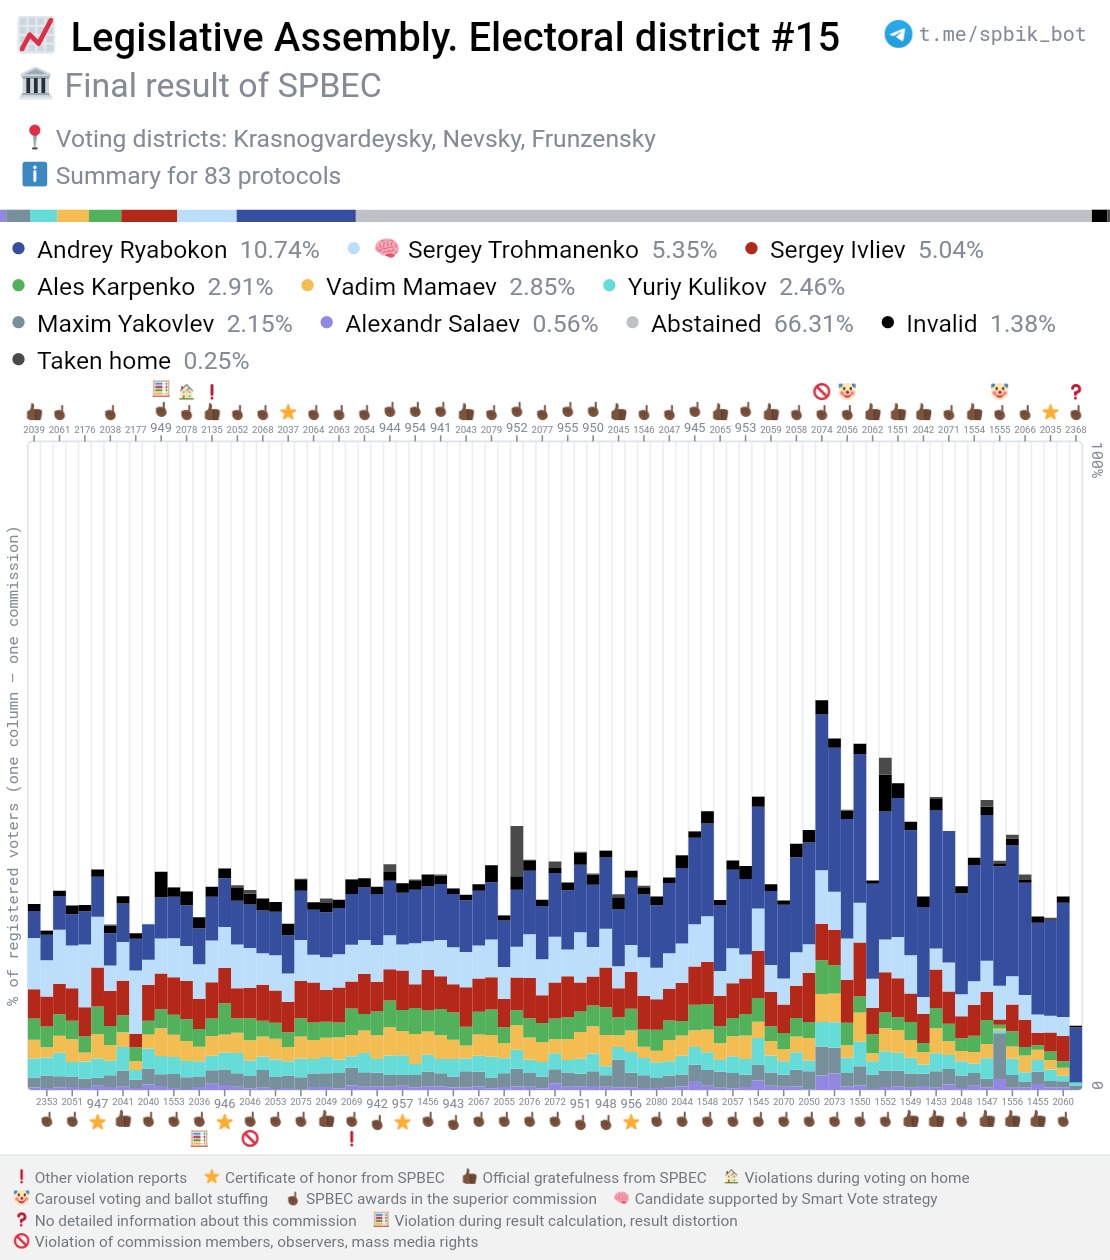 Legislative Assembly. Electoral district #15
t.me/spbik_bot
Final result of SPBEC
Voting districts: Krasnogvardeysky, Nevsky, Frunzensky
Summary for 83 protocols
Andrey Ryabokon 10.74% Sergey Trohmanenko 5.35% Sergey Ivliev 5.04%
Ales Karpenko 2.91% Vadim Mamaev 2.85% Yuriy Kulikov 2.46%
Maxim Yakovlev 2.15% Alexandr Salaev 0.56% Abstained 66.31% Invalid 1.38%
Taken home 0.25%
2039 2061 2176 2038 2177 949 2078 2135 2052 2068 2037 2064 2063 2054 944 954 941 2043 2079 952 2077 955 950 2045 1546 2047 945 2065 953 2059 2058 2074 2056 2062 1551 2042 2071 1554 1555 2066 2035 2368
100%
% of registered voters (one column – one commission)
0
2353 2051 947 2041 2040 1553 2036 946 2046 2053 2075 2049 2069 942 957 1456 943 2067 2055 2076 2072 951 948 956 2080 2044 1548 2057 1545 2070 2050 2073 1550 1552 1549 1453 2048 1547 1556 1455 2060
Other violation reports Certificate of honor from SPBEC Official gratefulness from SPBEC Violations during voting on home
Carousel voting and ballot stuffing SPBEC awards in the superior commission Candidate supported by Smart Vote strategy
No detailed information about this commission Violation during result calculation, result distortion
Violation of commission members, observers, mass media rights